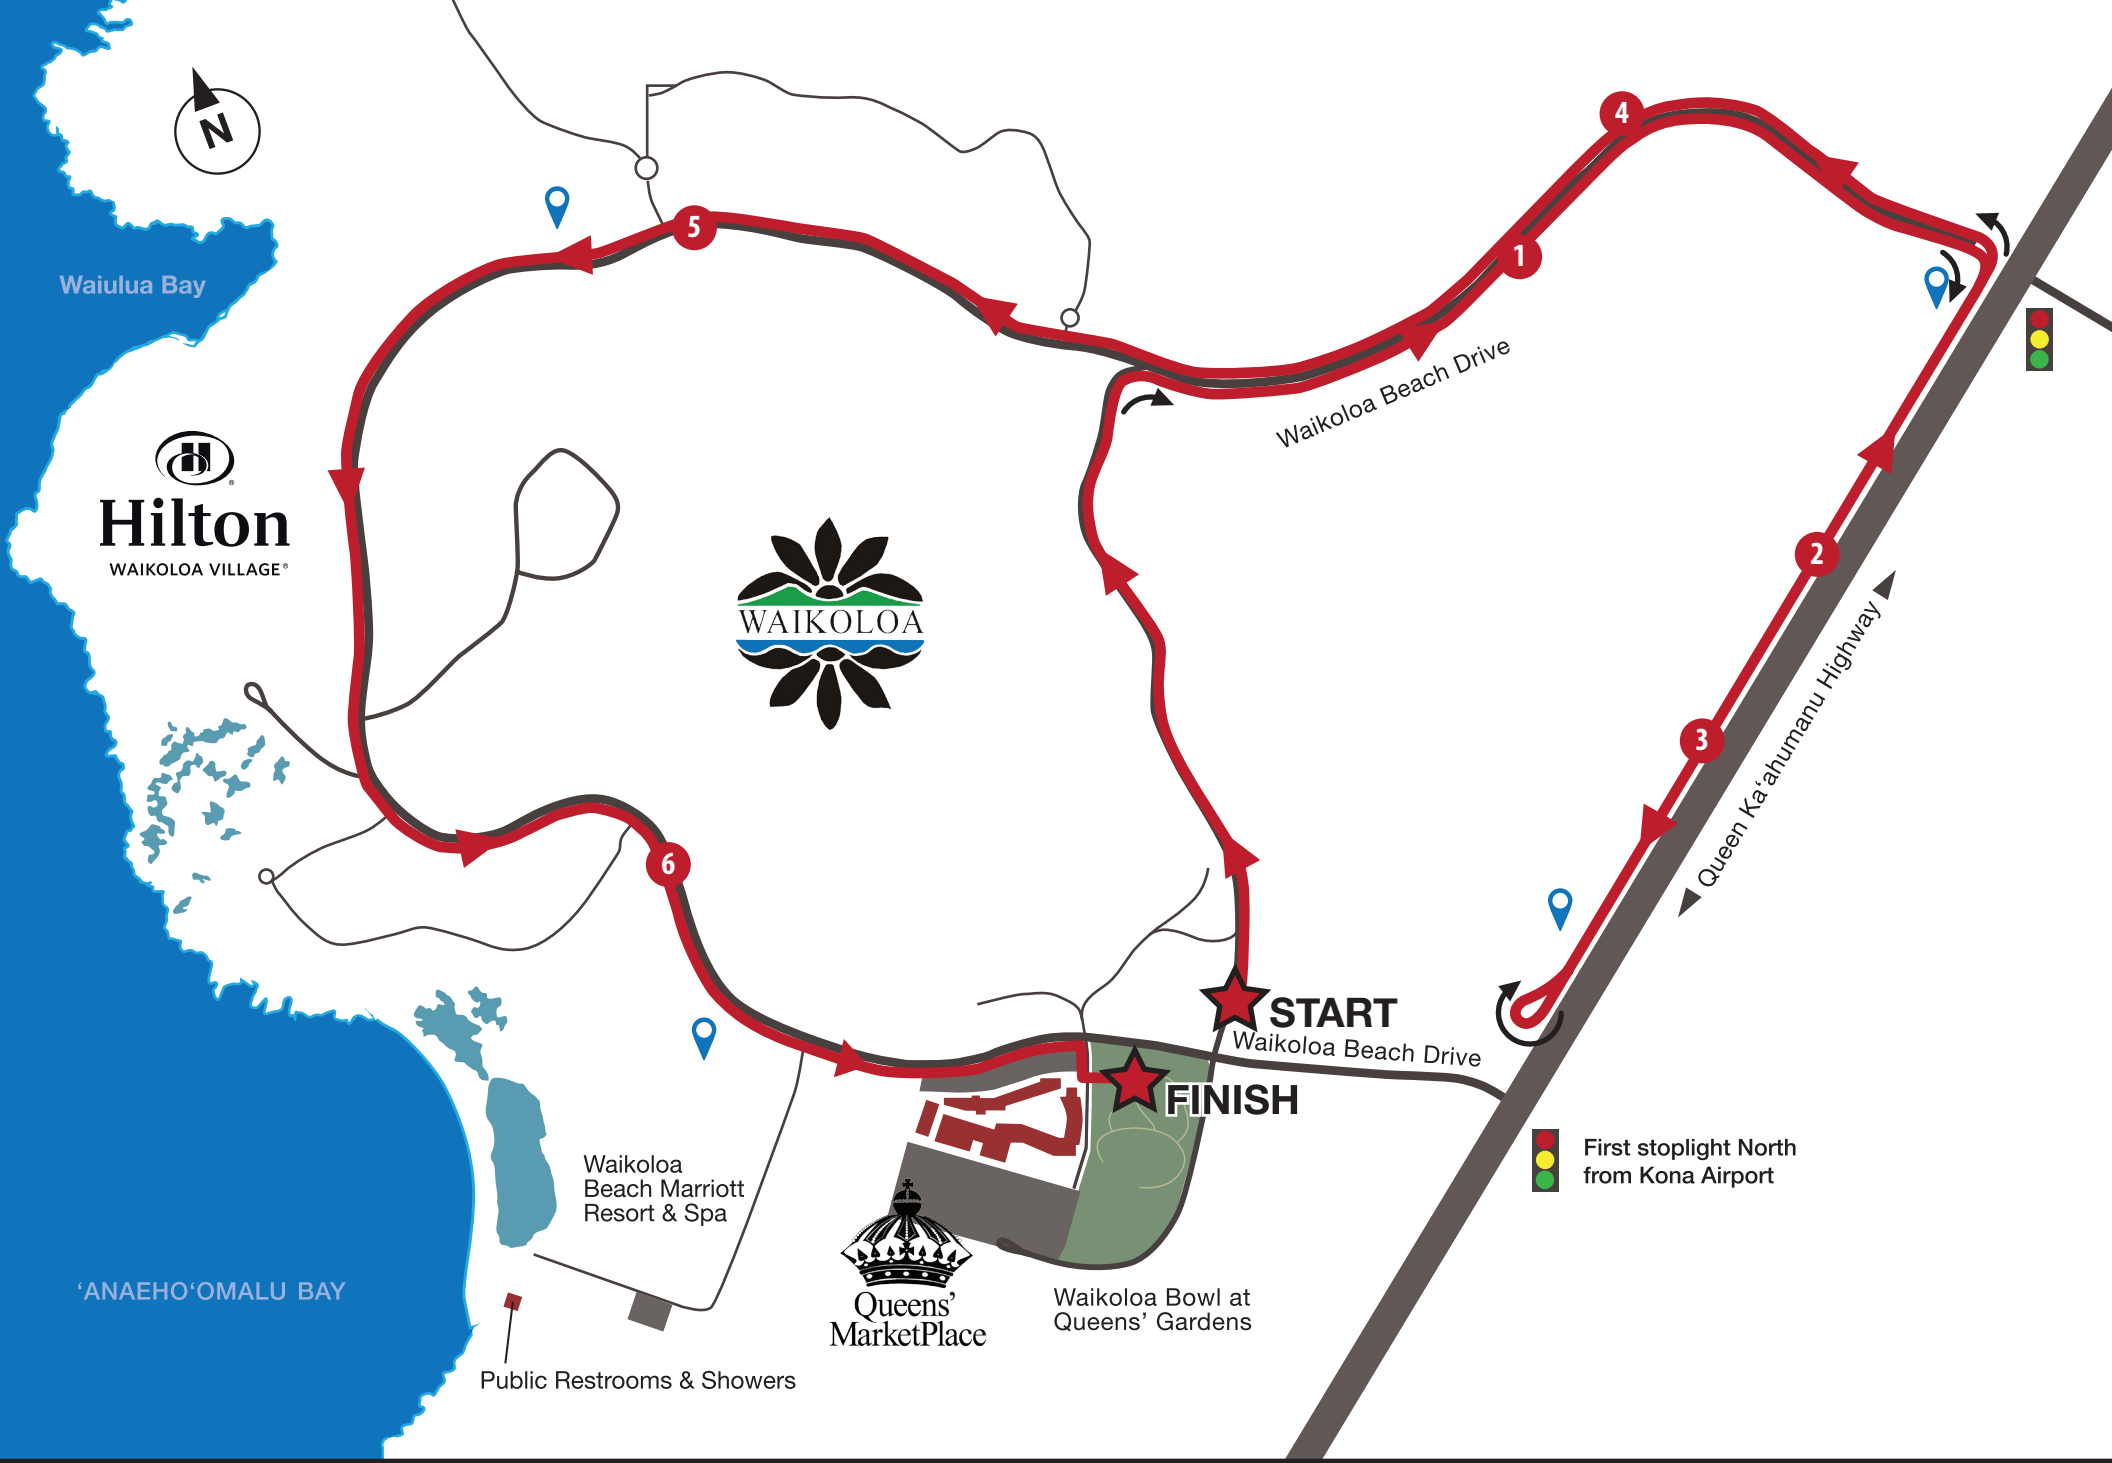 N
4
5
1
Waiulua Bay
Waikoloa Beach Drive
Hilton
WAIKOLOA VILLAGE®
2
WAIKOLOA
3
Queen Ka‘ahumanu Highway
6
START
Waikoloa Beach Drive
FINISH
First stoplight North
from Kona Airport
Waikoloa
Beach Marriott
Resort & Spa
‘ANAEHO‘OMALU BAY
Queens’
MarketPlace
Waikoloa Bowl at
Queens’ Gardens
Public Restrooms & Showers